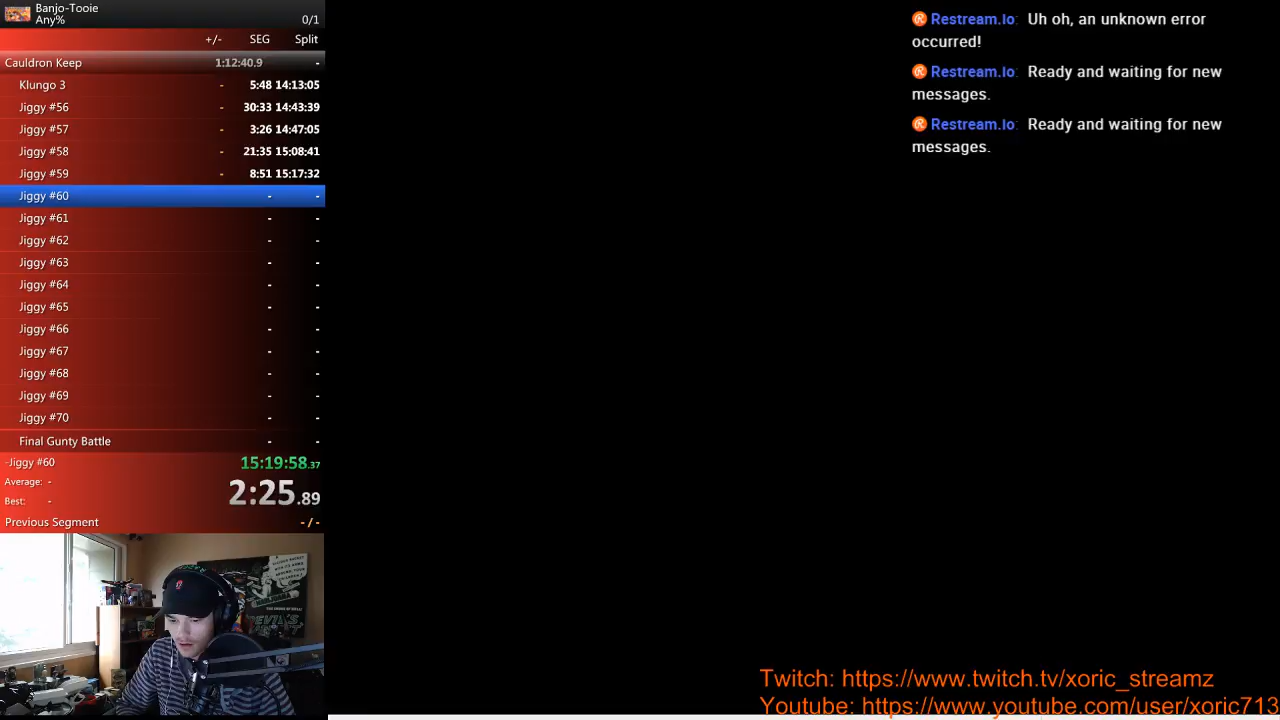 Banjo-Tooie
Any%
0/1
+/- SEG Split
Cauldron Keep 1:12:40.9 -
Klungo 3 - 5:48 14:13:05
Jiggy #56 - 30:33 14:43:39
Jiggy #57 - 3:26 14:47:05
Jiggy #58 - 21:35 15:08:41
Jiggy #59 - 8:51 15:17:32
Jiggy #60 - -
Jiggy #61 - -
Jiggy #62 - -
Jiggy #63 - -
Jiggy #64 - -
Jiggy #65 - -
Jiggy #66 - -
Jiggy #67 - -
Jiggy #68 - -
Jiggy #69 - -
Jiggy #70 - -
Final Gunty Battle - -
-Jiggy #60 15:19:58.37
Average: -
Best: -
2:25.89
Previous Segment - / -
DEVIL'S
Restream.io: Uh oh, an unknown error
occurred!
Restream.io: Ready and waiting for new
messages.
Restream.io: Ready and waiting for new
messages.
Twitch: https://www.twitch.tv/xoric_streamz
Youtube: https://www.youtube.com/user/xoric713